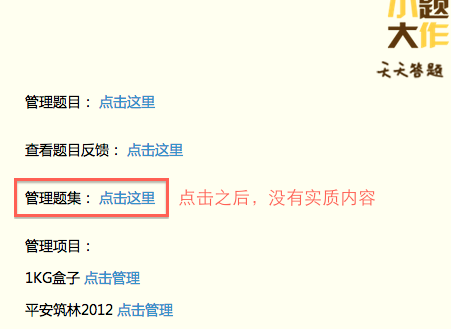 小题
大作
天天答题
管理题目： 点击这里
查看题目反馈： 点击这里
管理题集： 点击这里 点击之后，没有实质内容
管理项目：
1KG盒子 点击管理
平安筑林2012 点击管理